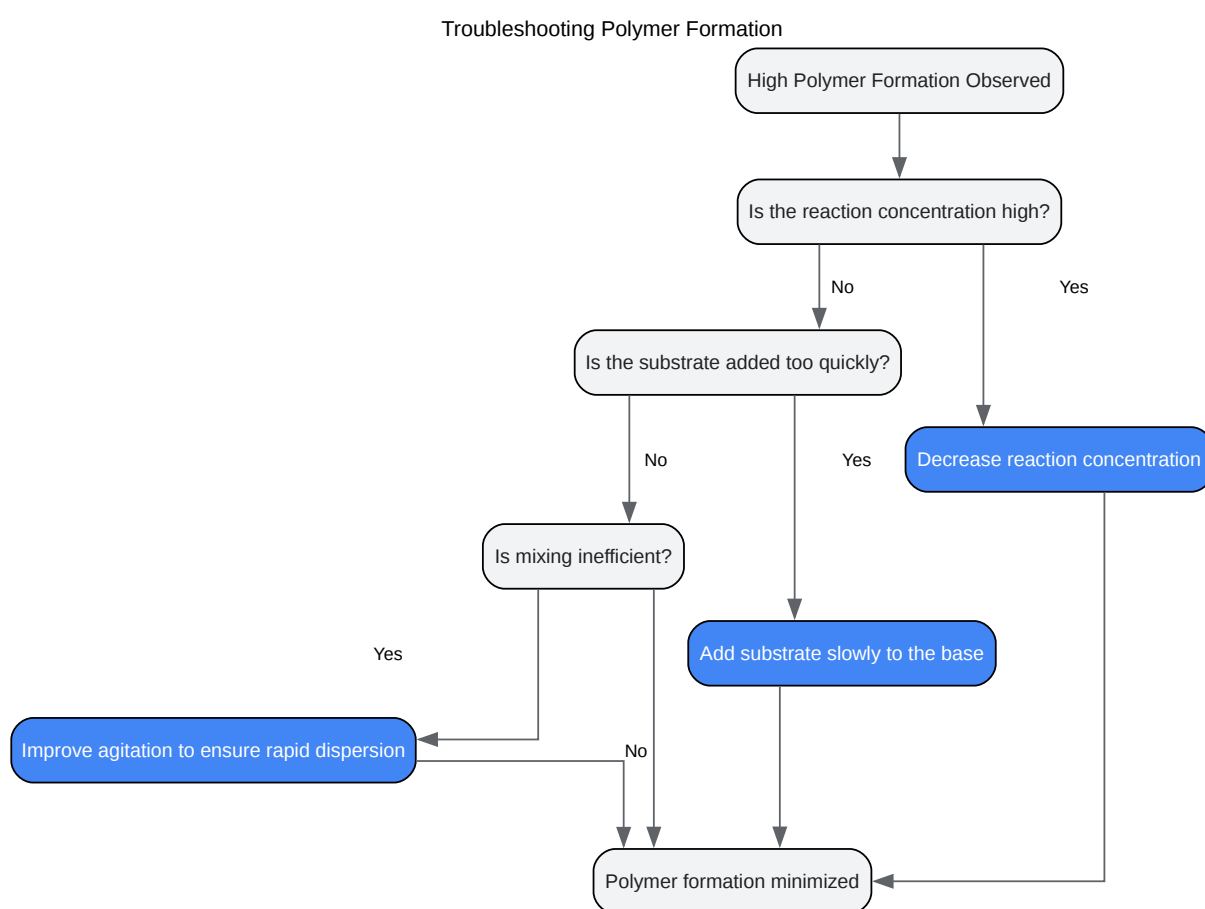 Troubleshooting Polymer Formation
High Polymer Formation Observed
Is the reaction concentration high?
No
Yes
Is the substrate added too quickly?
No
Yes
Decrease reaction concentration
Is mixing inefficient?
Yes
Add substrate slowly to the base
Improve agitation to ensure rapid dispersion
No
Polymer formation minimized